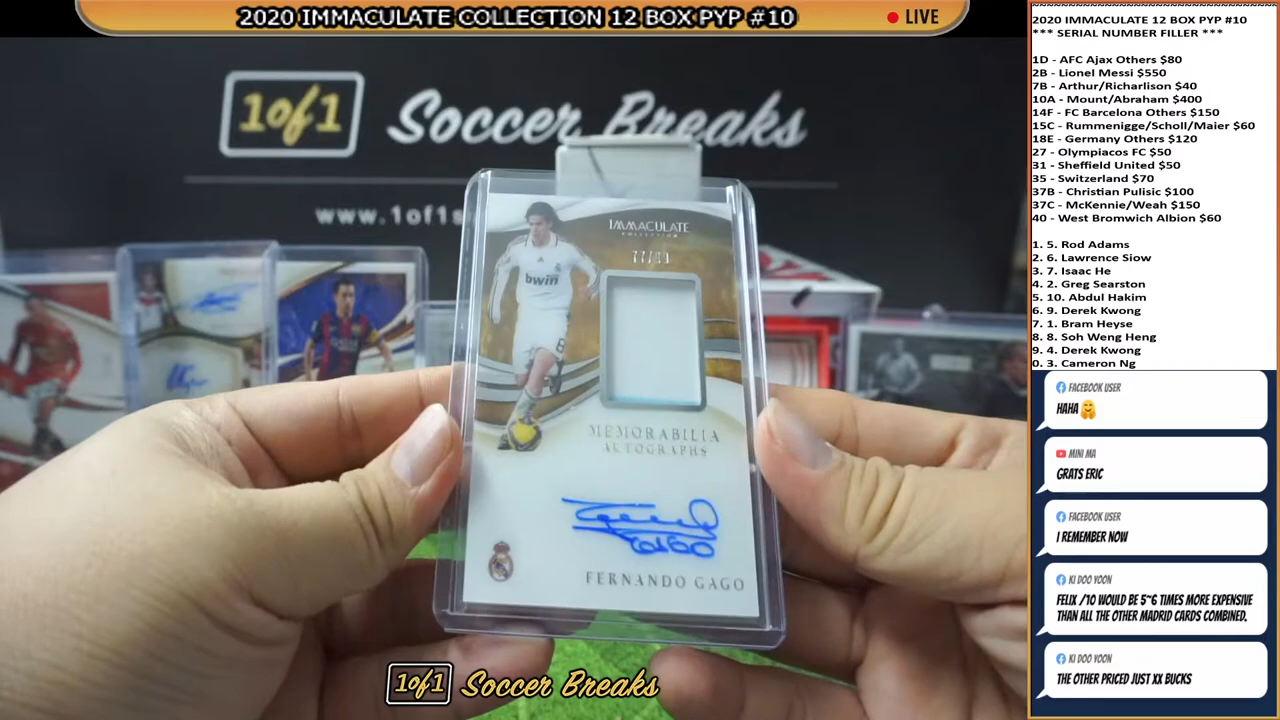 2020 IMMACULATE COLLECTION 12 BOX PYP #10
LIVE
1of1 Soccer Breaks
www.1of1s
IMMACULATE
COLLECTION
bwin
8
MEMORABILIA
AUTOGRAPHS
FERNANDO GAGO
1of1 Soccer Breaks
2020 IMMACULATE 12 BOX PYP #10
*** SERIAL NUMBER FILLER ***
1D - AFC Ajax Others $80
2B - Lionel Messi $550
7B - Arthur/Richarlison $40
10A - Mount/Abraham $400
14F - FC Barcelona Others $150
15C - Rummenigge/Scholl/Maier $60
18E - Germany Others $120
27 - Olympiacos FC $50
31 - Sheffield United $50
35 - Switzerland $70
37B - Christian Pulisic $100
37C - McKennie/Weah $150
40 - West Bromwich Albion $60
1. 5. Rod Adams
2. 6. Lawrence Siow
3. 7. Isaac He
4. 2. Greg Searston
5. 10. Abdul Hakim
6. 9. Derek Kwong
7. 1. Bram Heyse
8. 8. Soh Weng Heng
9. 4. Derek Kwong
0. 3. Cameron Ng
FACEBOOK USER
HAHA🤗
MINI MA
GRATS ERIC
FACEBOOK USER
I REMEMBER NOW
KI DOO YOON
FELIX /10 WOULD BE 5~6 TIMES MORE EXPENSIVE
THAN ALL THE OTHER MADRID CARDS COMBINED.
KI DOO YOON
THE OTHER PRICED JUST XX BUCKS